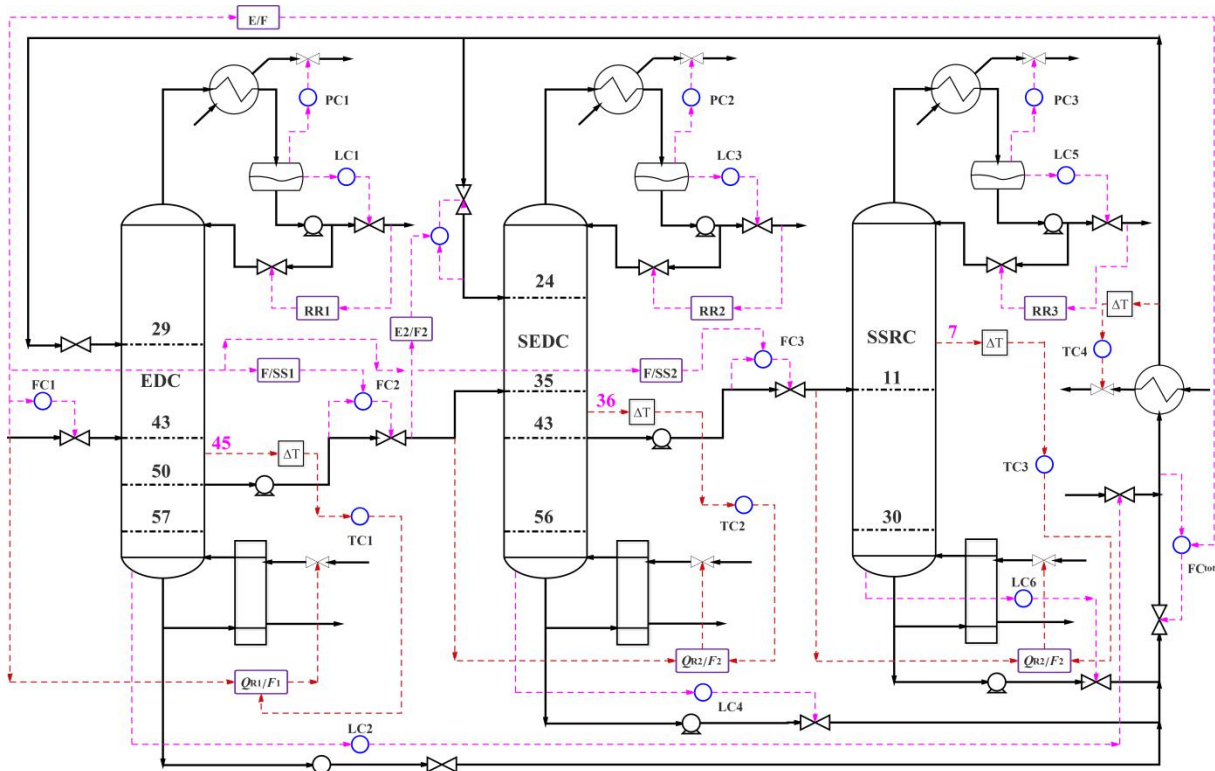 E/F
PC1
PC2
PC3
LC1
LC3
LC5
24
RR1
RR2
RR3
ΔT
29
E2/F2
SEDC
7
ΔT
SSRC
TC4
EDC
F/SS1
FC2
F/SS2
FC3
FC1
35
11
36
ΔT
43
45
ΔT
43
TC3
50
TC2
57
TC1
56
30
LC6
FCtot
QR1/F1
QR2/F2
QR2/F2
LC4
LC2